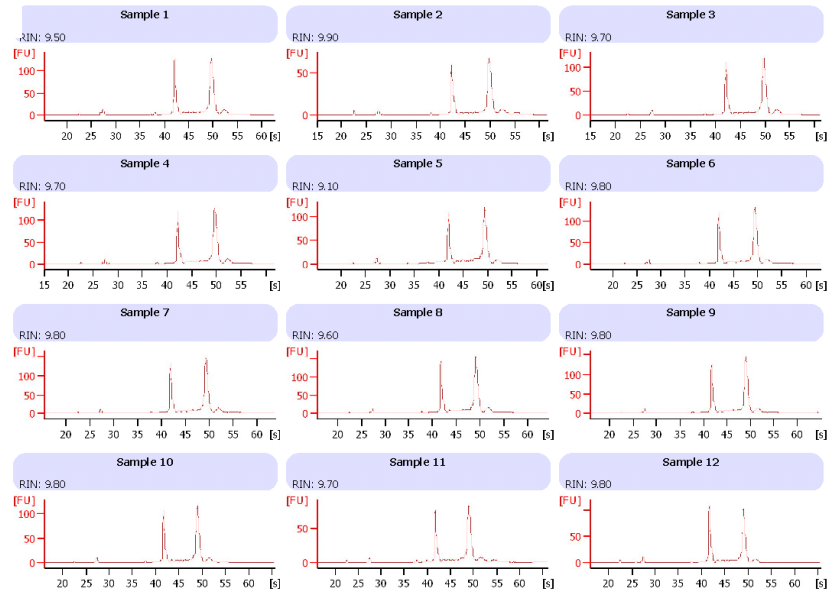 Sample 1
RIN: 9.50
[FU]
100
50
0
20 25 30 35 40 45 50 55 60 [s]
Sample 2
RIN: 9.90
[FU]
50
0
15 20 25 30 35 40 45 50 55 [s]
Sample 3
RIN: 9.70
[FU]
100
50
0
15 20 25 30 35 40 45 50 55 [s]
Sample 4
RIN: 9.70
[FU]
100
50
0
15 20 25 30 35 40 45 50 55 [s]
Sample 5
RIN: 9.10
[FU]
100
50
0
20 25 30 35 40 45 50 55 60 [s]
Sample 6
RIN: 9.80
[FU]
100
50
0
20 25 30 35 40 45 50 55 60 [s]
Sample 7
RIN: 9.80
[FU]
100
50
0
20 25 30 35 40 45 50 55 60 [s]
Sample 8
RIN: 9.60
[FU]
100
50
0
20 25 30 35 40 45 50 55 60 [s]
Sample 9
RIN: 9.80
[FU]
100
50
0
20 25 30 35 40 45 50 55 60 [s]
Sample 10
RIN: 9.80
[FU]
100
50
0
20 25 30 35 40 45 50 55 60 [s]
Sample 11
RIN: 9.70
[FU]
50
0
20 25 30 35 40 45 50 55 60 [s]
Sample 12
RIN: 9.80
[FU]
50
0
20 25 30 35 40 45 50 55 60 65 [s]